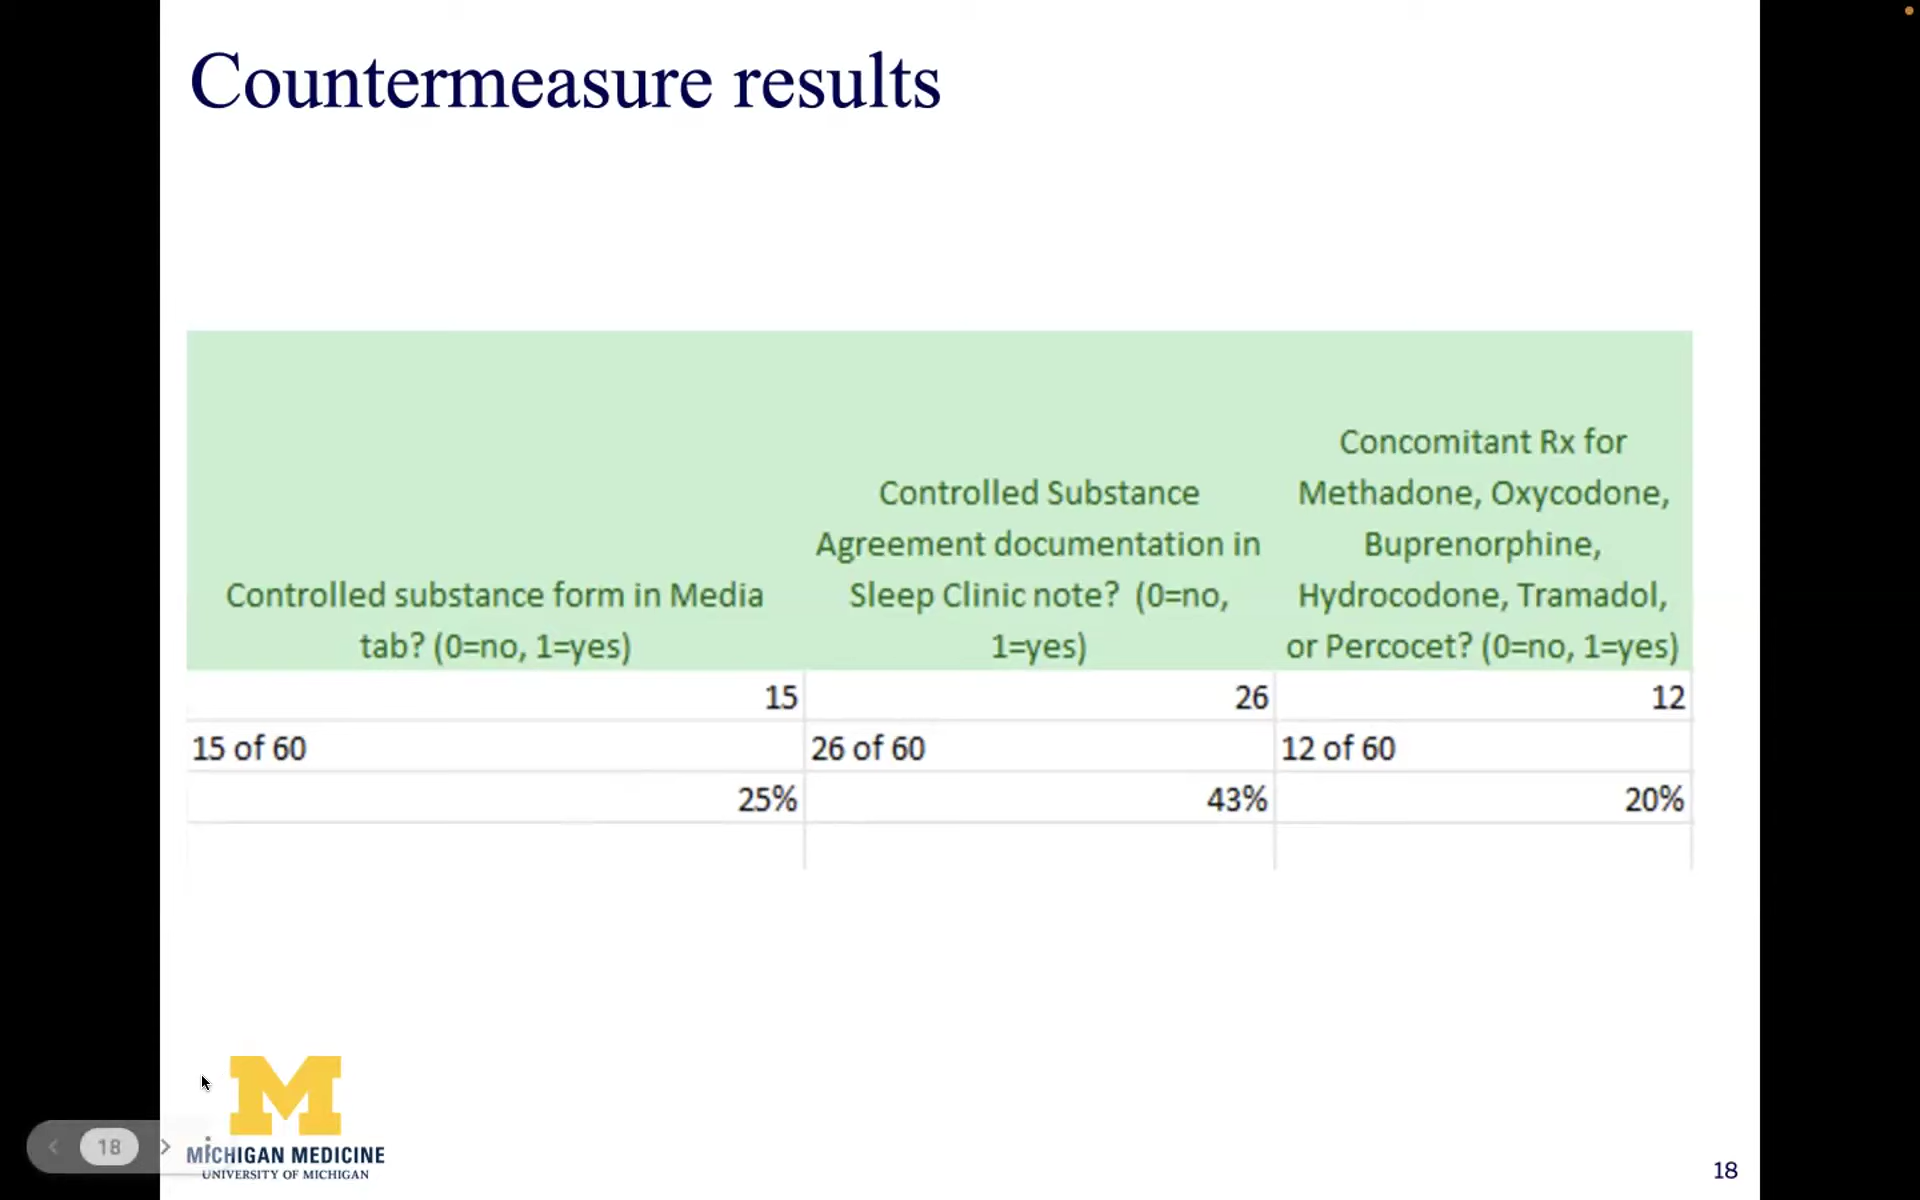 Countermeasure results
Controlled substance form in Media
tab? (0=no, 1=yes)
Controlled Substance
Agreement documentation in
Sleep Clinic note? (0=no,
1=yes)
Concomitant Rx for
Methadone, Oxycodone,
Buprenorphine,
Hydrocodone, Tramadol,
or Percocet? (0=no, 1=yes)
15
26
12
15 of 60
26 of 60
12 of 60
25%
43%
20%
M
MICHIGAN MEDICINE
UNIVERSITY OF MICHIGAN
18
18